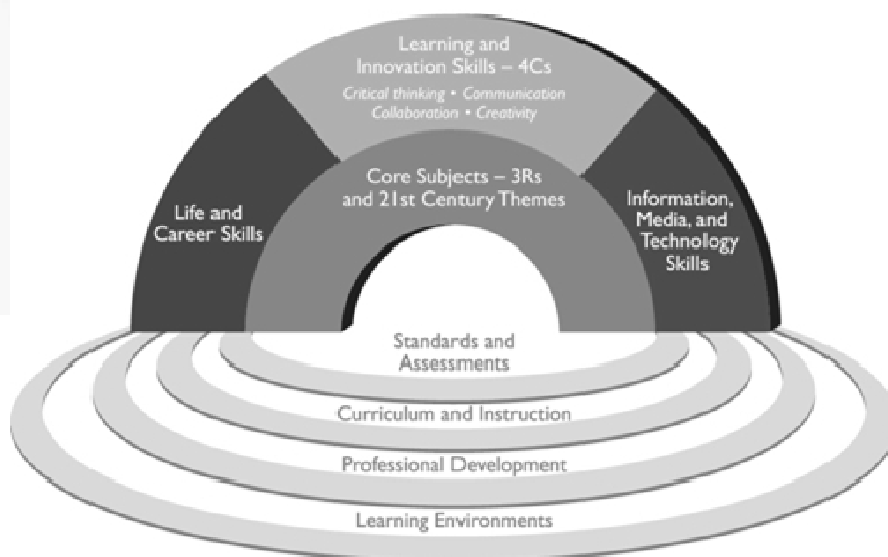 Learning and
Innovation Skills – 4Cs
Critical thinking • Communication
Collaboration • Creativity
Core Subjects – 3Rs
and 21st Century Themes
Life and
Career Skills
Information,
Media, and
Technology
Skills
Standards and
Assessments
Curriculum and Instruction
Professional Development
Learning Environments